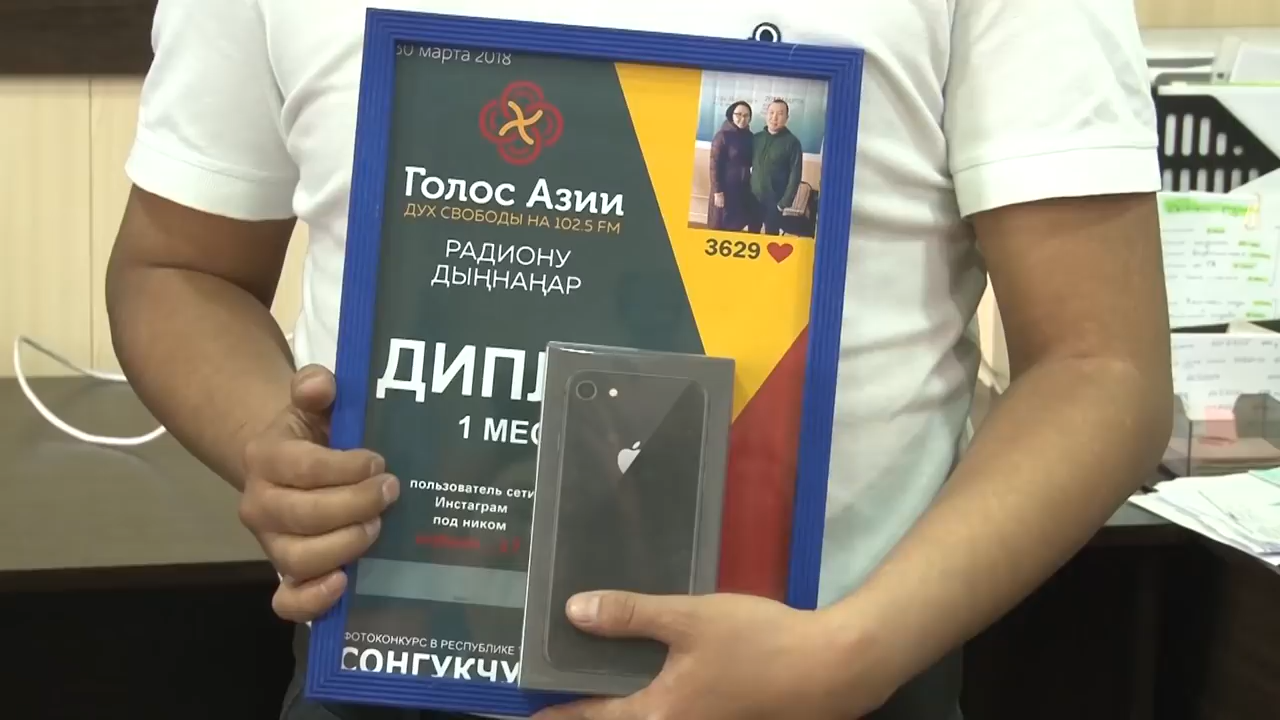 30 марта 2018
Голос Азии
ДУХ СВОБОДЫ НА 102.5 FM
РАДИОНУ
ДЫҢНАҢАР
3629
ДИПЛ
1 МЕС
пользователь сети
Инстаграм
под ником
ФОТОКОНКУРС В РЕСПУБЛИКЕ
СОНГУКЧУ